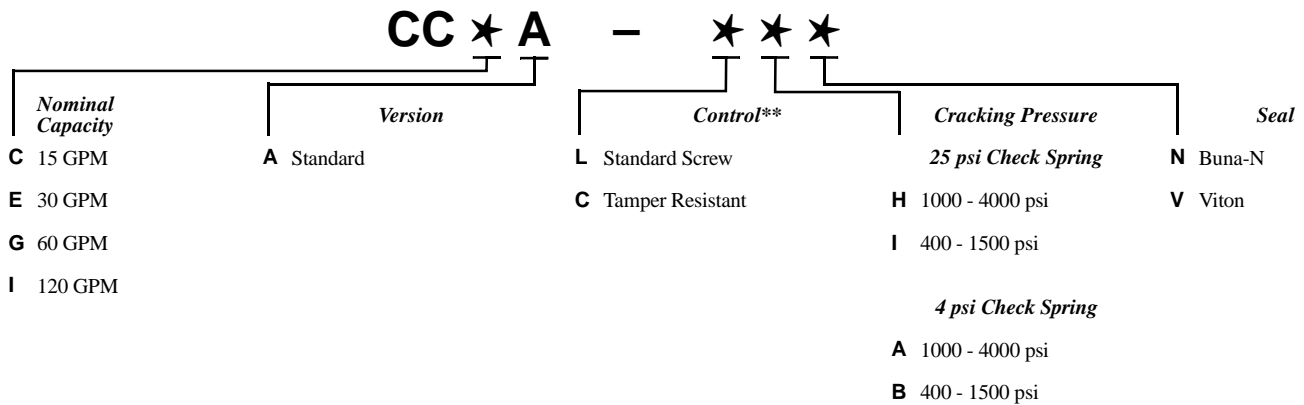 CC ★ A – ★ ★ ★
Nominal
Capacity
C 15 GPM
E 30 GPM
G 60 GPM
I 120 GPM
Version
A Standard
Control**
L Standard Screw
C Tamper Resistant
Cracking Pressure
25 psi Check Spring
H 1000 - 4000 psi
I 400 - 1500 psi
4 psi Check Spring
A 1000 - 4000 psi
B 400 - 1500 psi
Seal
N Buna-N
V Viton